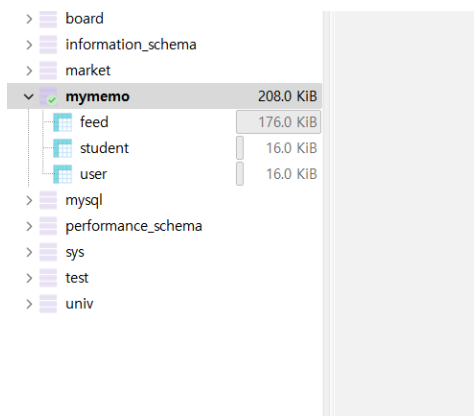 board
information_schema
market
mymemo 208.0 KiB
feed 176.0 KiB
student 16.0 KiB
user 16.0 KiB
mysql
performance_schema
sys
test
univ